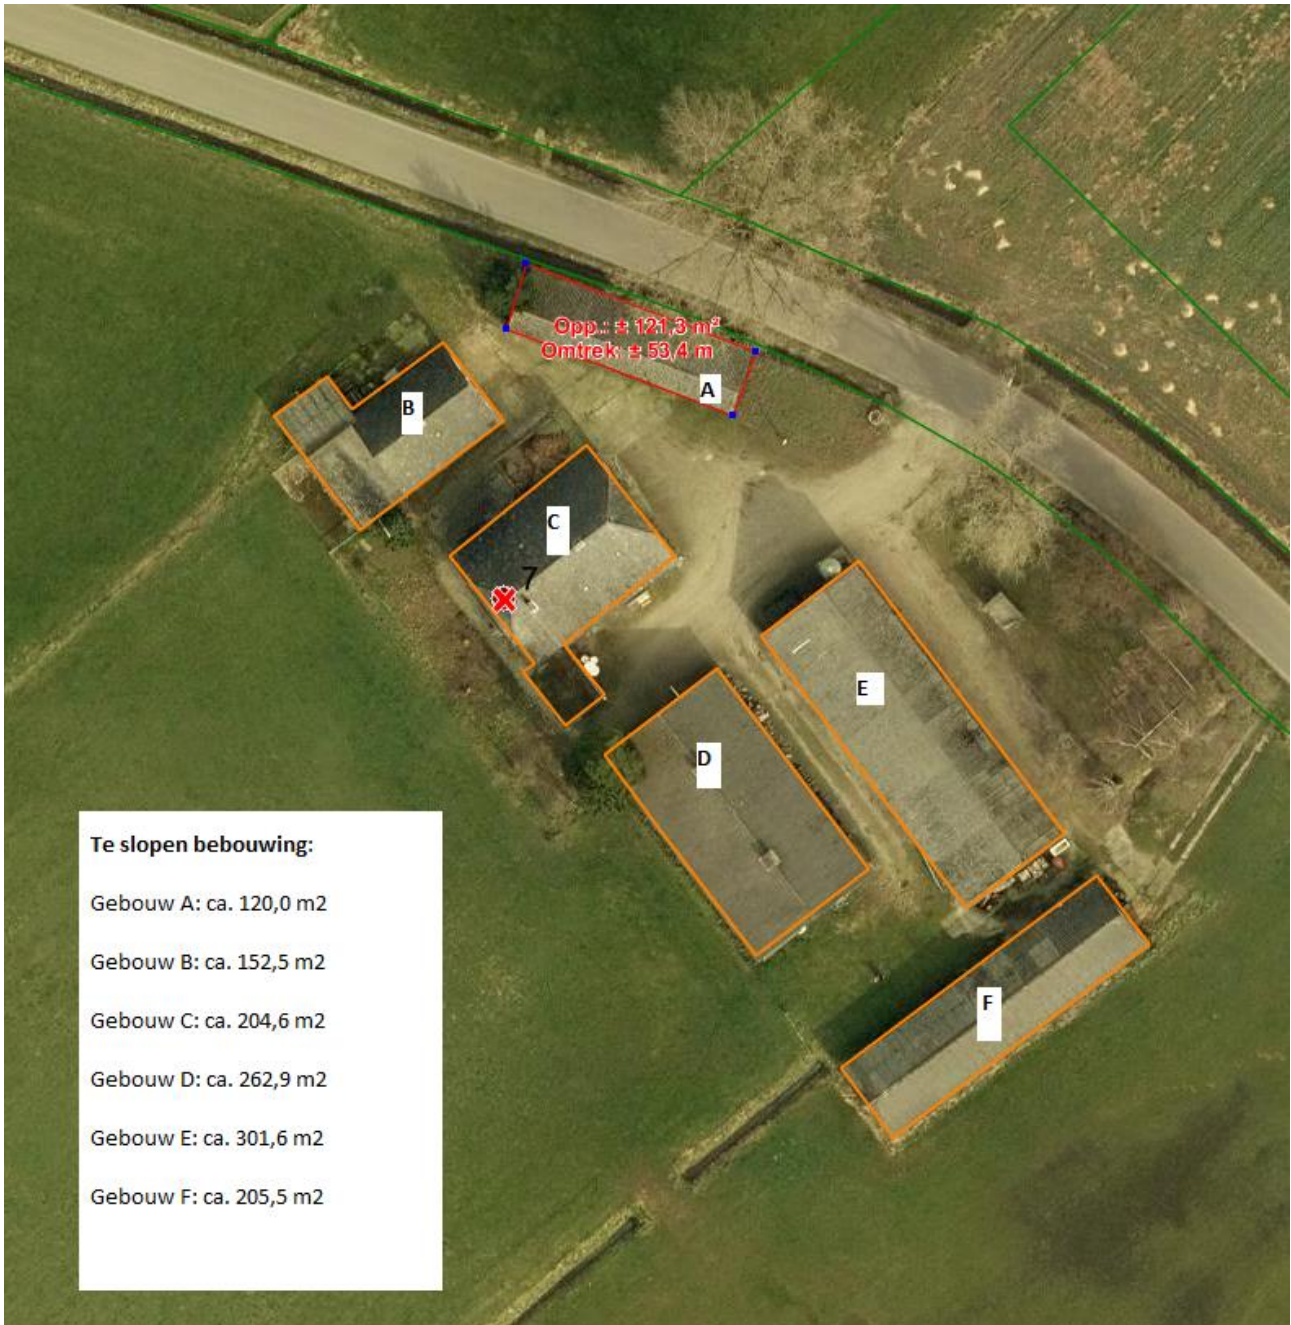 Opp.: ± 121,3 m²
Omtrek: ± 53,4 m
A
B
C
7
E
D
F
Te slopen bebouwing:
Gebouw A: ca. 120,0 m2
Gebouw B: ca. 152,5 m2
Gebouw C: ca. 204,6 m2
Gebouw D: ca. 262,9 m2
Gebouw E: ca. 301,6 m2
Gebouw F: ca. 205,5 m2